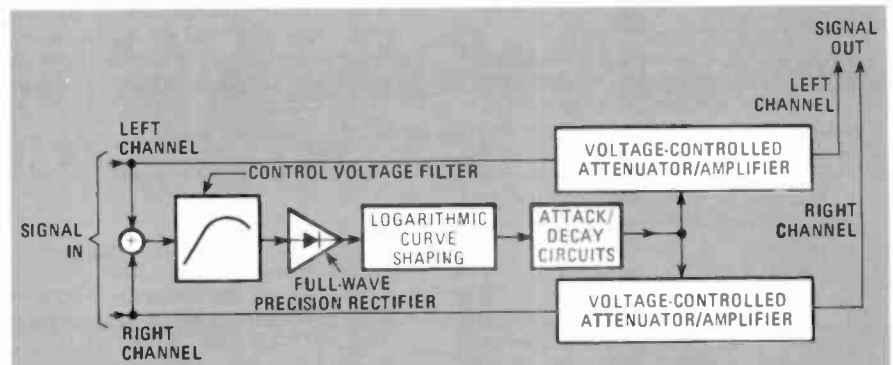 SIGNAL
OUT
LEFT
CHANNEL
LEFT
CHANNEL
CONTROL VOLTAGE FILTER
VOLTAGE-CONTROLLED
ATTENUATOR/AMPLIFIER
SIGNAL
IN
+
LOGARITHMIC
CURVE
SHAPING
ATTACK/
DECAY
CIRCUITS
RIGHT
CHANNEL
FULL-WAVE
PRECISION RECTIFIER
VOLTAGE-CONTROLLED
ATTENUATOR/AMPLIFIER
RIGHT
CHANNEL